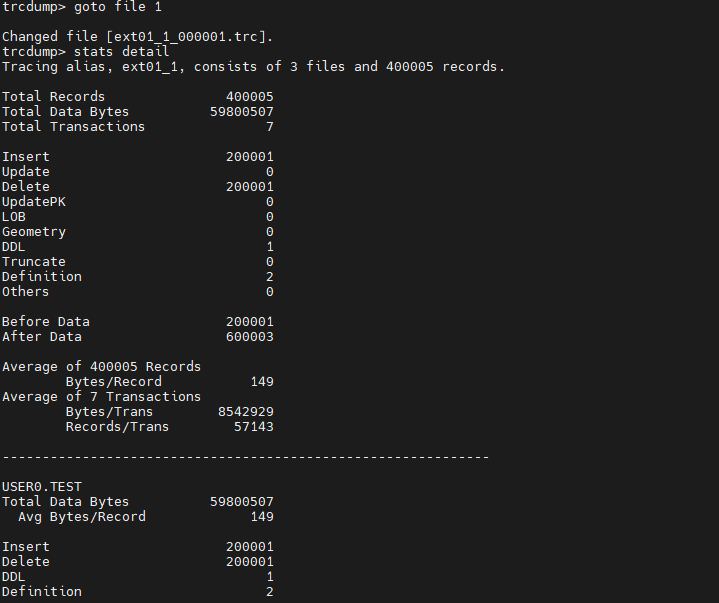 trcdump> goto file 1
Changed file [ext01_1_000001.trc].
trcdump> stats detail
Tracing alias, ext01_1, consists of 3 files and 400005 records.
Total Records 400005
Total Data Bytes 59800507
Total Transactions 7
Insert 200001
Update 0
Delete 200001
UpdatePK 0
LOB 0
Geometry 0
DDL 1
Truncate 0
Definition 2
Others 0
Before Data 200001
After Data 600003
Average of 400005 Records
Bytes/Record 149
Average of 7 Transactions
Bytes/Trans 8542929
Records/Trans 57143
-------------------------------------------------------------
USER0.TEST
Total Data Bytes 59800507
Avg Bytes/Record 149
Insert 200001
Delete 200001
DDL 1
Definition 2